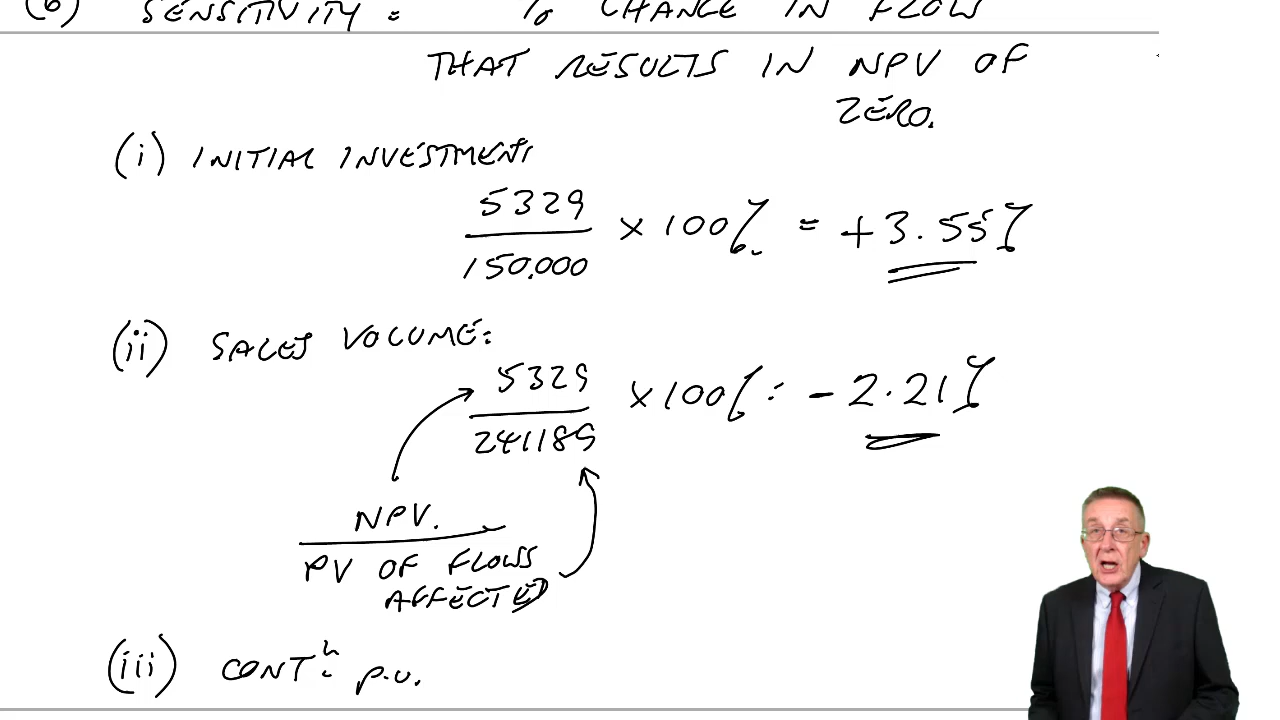 (b) SENSITIVITY = % CHANGE IN FLOW
THAT RESULTS IN NPV OF
ZERO.
(i) INITIAL INVESTMENT
5329
150,000
× 100% = +3.55%
(ii) SALES VOLUME:
5329
241189
× 100% = -2.21%
NPV.
PV OF FLOWS
AFFECTED
(iii) CONTⁿ p.u.